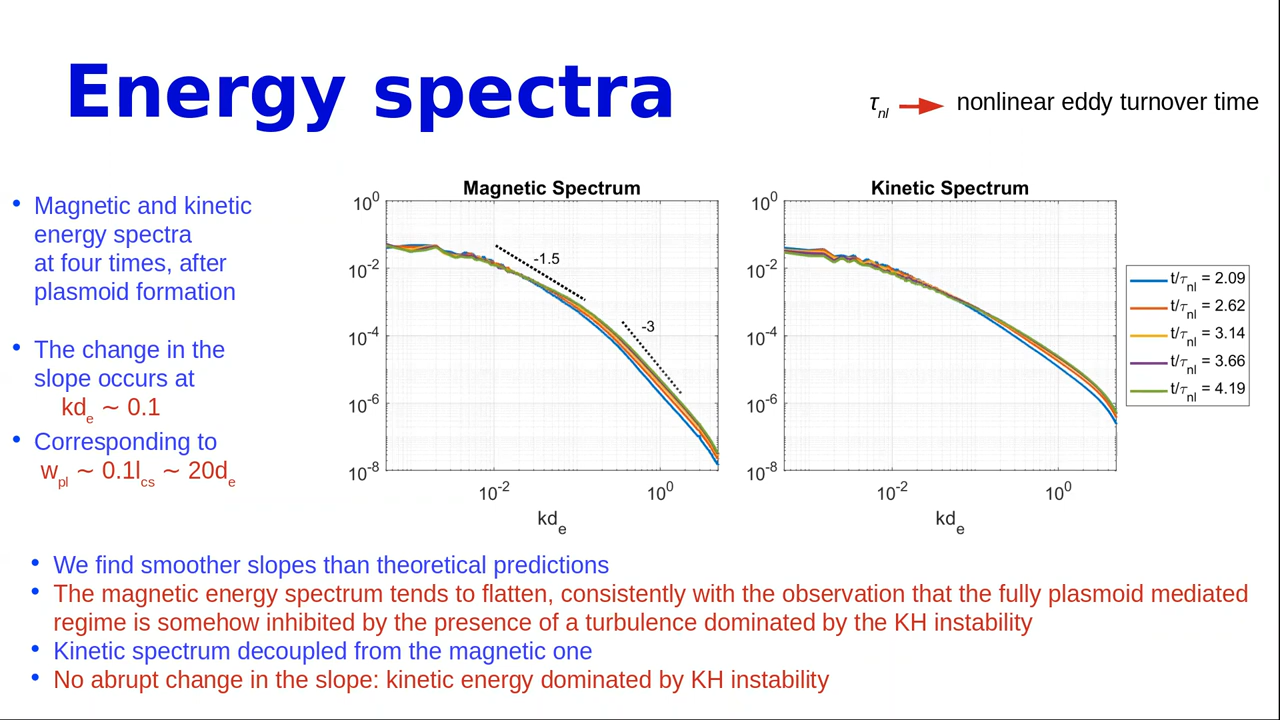 Energy spectra
τnl → nonlinear eddy turnover time
• Magnetic and kinetic
energy spectra
at four times, after
plasmoid formation
• The change in the
slope occurs at
kde ∼ 0.1
• Corresponding to
wpl ∼ 0.1lcs ∼ 20de
Magnetic Spectrum
10^0
10^-2
10^-4
10^-6
10^-8
-1.5
-3
10^-2 10^0
kde
Kinetic Spectrum
10^0
10^-2
10^-4
10^-6
10^-8
10^-2 10^0
kde
t/τnl = 2.09
t/τnl = 2.62
t/τnl = 3.14
t/τnl = 3.66
t/τnl = 4.19
• We find smoother slopes than theoretical predictions
• The magnetic energy spectrum tends to flatten, consistently with the observation that the fully plasmoid mediated
regime is somehow inhibited by the presence of a turbulence dominated by the KH instability
• Kinetic spectrum decoupled from the magnetic one
• No abrupt change in the slope: kinetic energy dominated by KH instability